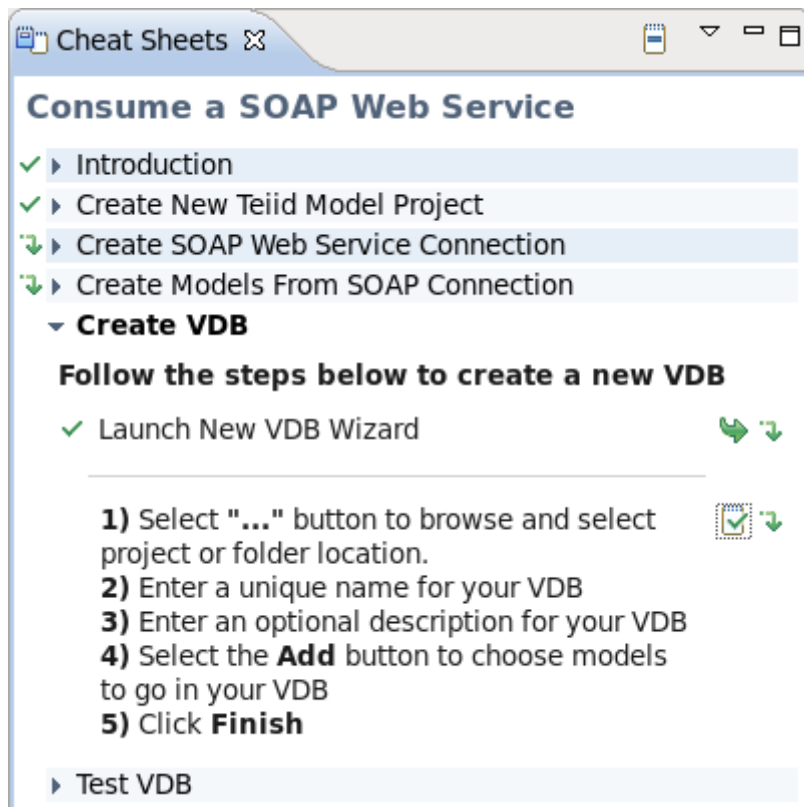 Cheat Sheets
Consume a SOAP Web Service
Introduction
Create New Teiid Model Project
Create SOAP Web Service Connection
Create Models From SOAP Connection
Create VDB
Follow the steps below to create a new VDB
Launch New VDB Wizard
1) Select "..." button to browse and select
project or folder location.
2) Enter a unique name for your VDB
3) Enter an optional description for your VDB
4) Select the Add button to choose models
to go in your VDB
5) Click Finish
Test VDB